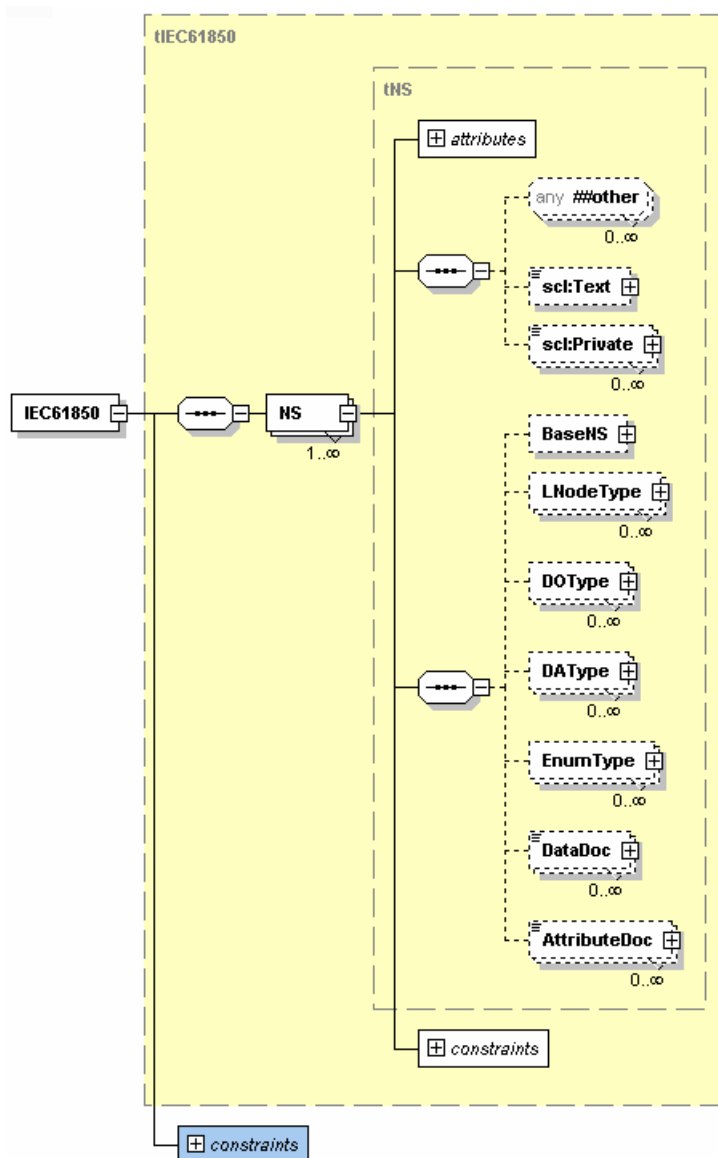 tIEC61850
tNS
attributes
any ##other
0..∞
scl:Text
scl:Private
0..∞
IEC61850
NS
1..∞
BaseNS
LNodeType
0..∞
DOType
0..∞
DAType
0..∞
EnumType
0..∞
DataDoc
0..∞
AttributeDoc
0..∞
constraints
constraints